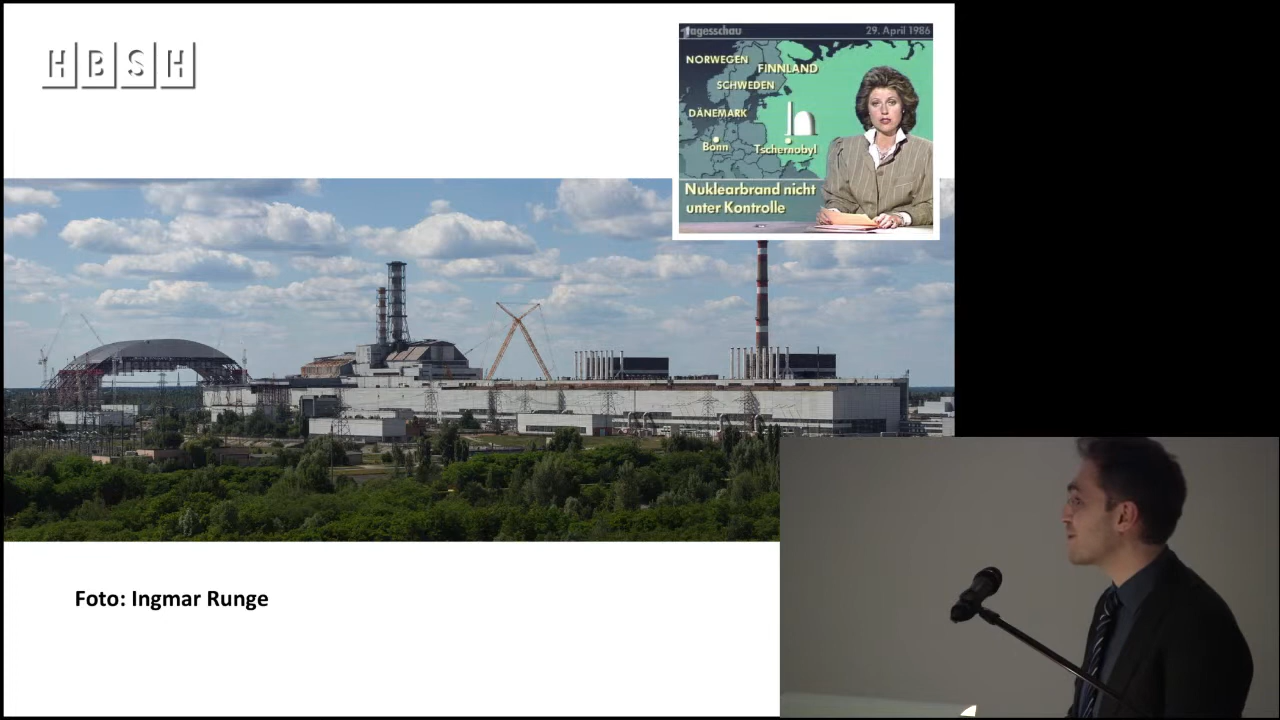 HBSH
Tagesschau 29. April 1986
NORWEGEN
FINNLAND
SCHWEDEN
DÄNEMARK
Bonn
Tschernobyl
Nuklearbrand nicht
unter Kontrolle
Foto: Ingmar Runge